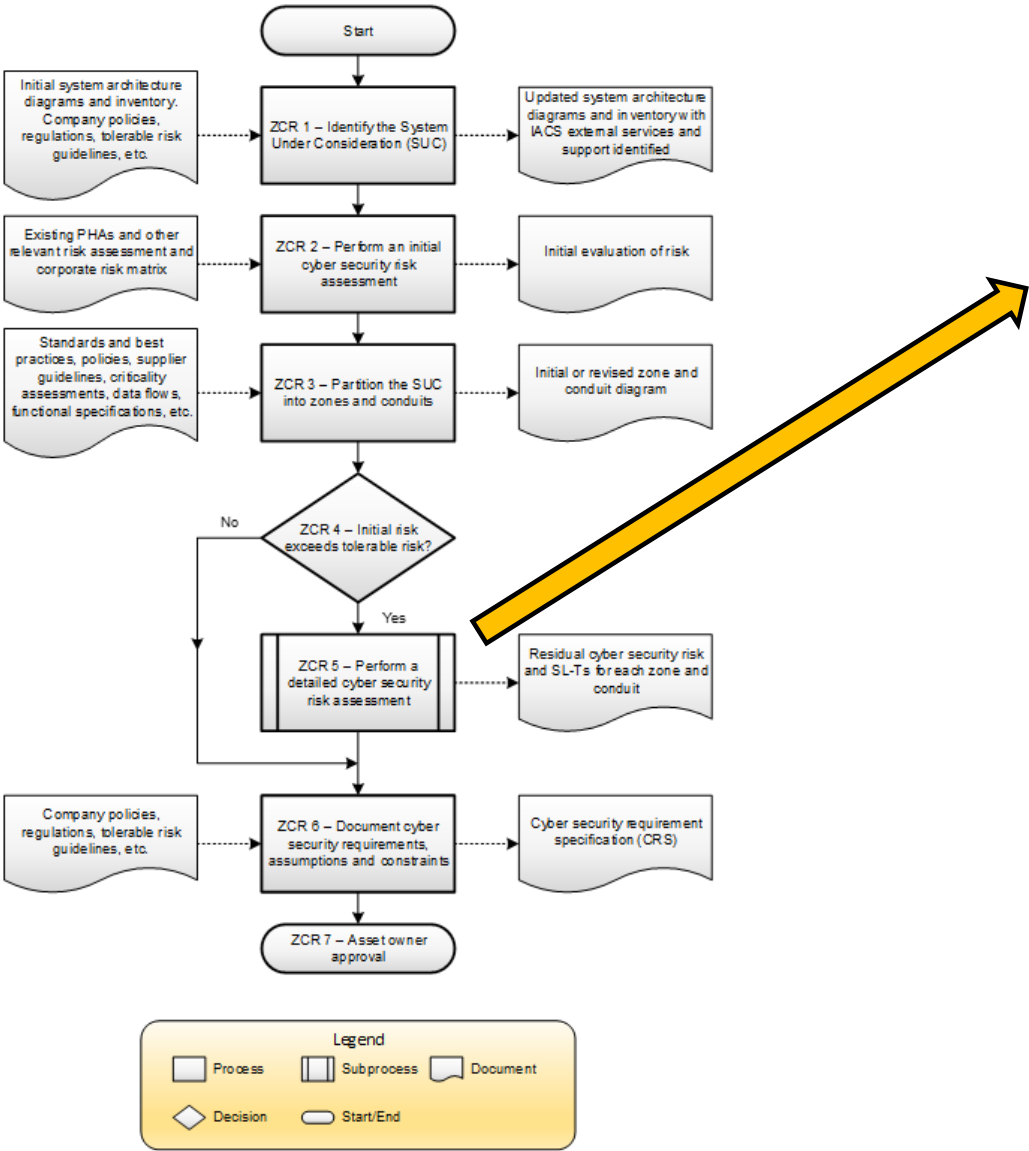 Start
Initial system architecture
diagrams and inventory.
Company policies,
regulations, tolerable risk
guidelines, etc.
ZCR 1 – Identify the System
Under Consideration (SUC)
Updated system architecture
diagrams and inventory with
IACS external services and
support identified
Existing PHAs and other
relevant risk assessment and
corporate risk matrix
ZCR 2 – Perform an initial
cyber security risk
assessment
Initial evaluation of risk
Standards and best
practices, policies, supplier
guidelines, criticality
assessments, data flows,
functional specifications, etc.
ZCR 3 – Partition the SUC
into zones and conduits
Initial or revised zone and
conduit diagram
No
ZCR 4 – Initial risk
exceeds tolerable risk?
Yes
ZCR 5 – Perform a
detailed cyber security
risk assessment
Residual cyber security risk
and SL-Ts for each zone and
conduit
Company policies,
regulations, tolerable risk
guidelines, etc.
ZCR 6 – Document cyber
security requirements,
assumptions and constraints
Cyber security requirement
specification (CRS)
ZCR 7 – Asset owner
approval
Legend
Process
Subprocess
Document
Decision
Start/End